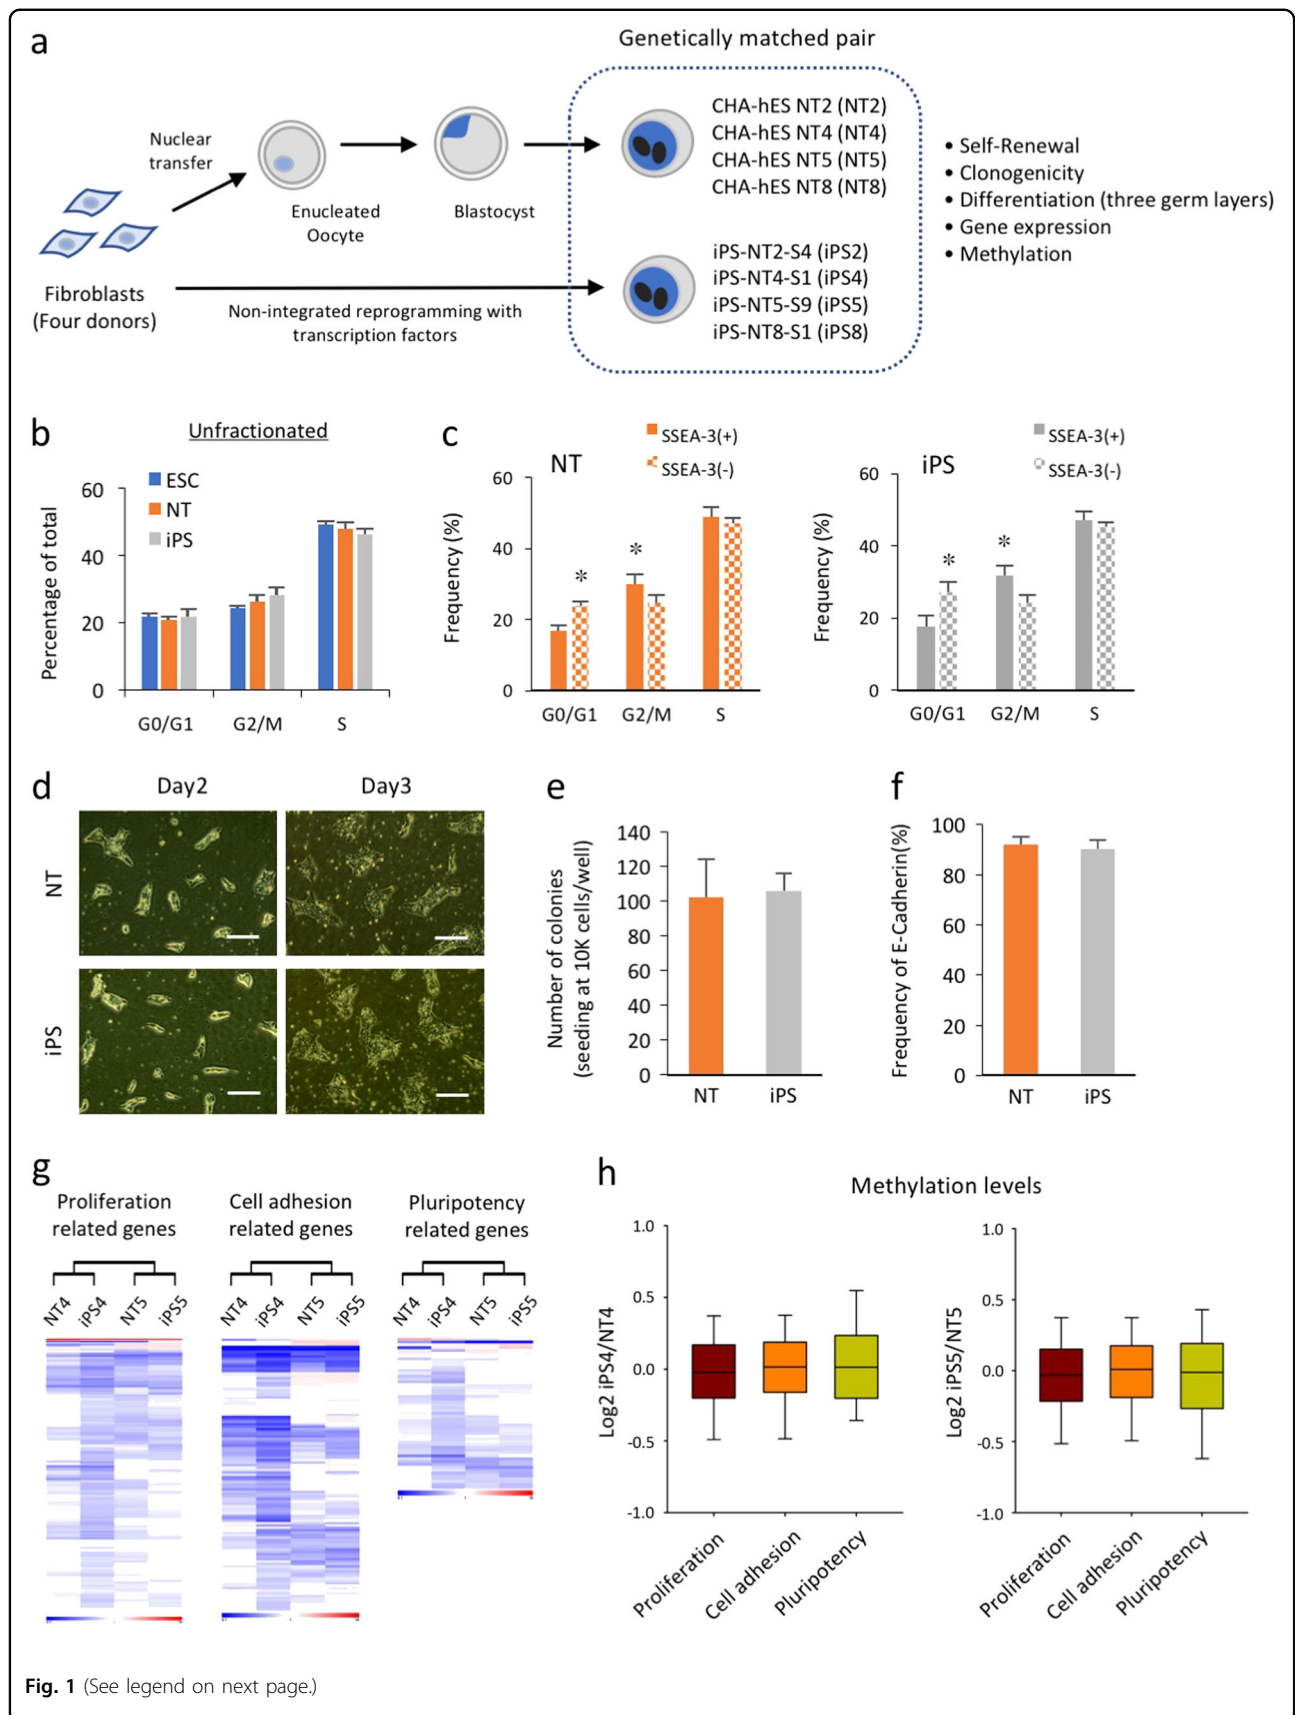 a
Genetically matched pair
Nuclear
transfer
Enucleated
Oocyte
Blastocyst
CHA-hES NT2 (NT2)
CHA-hES NT4 (NT4)
CHA-hES NT5 (NT5)
CHA-hES NT8 (NT8)
• Self-Renewal
• Clonogenicity
• Differentiation (three germ layers)
• Gene expression
• Methylation
Fibroblasts
(Four donors)
Non-integrated reprogramming with
transcription factors
iPS-NT2-S4 (iPS2)
iPS-NT4-S1 (iPS4)
iPS-NT5-S9 (iPS5)
iPS-NT8-S1 (iPS8)
b
Unfractionated
ESC
NT
iPS
Percentage of total
60
40
20
0
G0/G1
G2/M
S
c
NT
SSEA-3(+)
SSEA-3(-)
Frequency (%)
60
40
20
0
*
*
G0/G1
G2/M
S
iPS
SSEA-3(+)
SSEA-3(-)
Frequency (%)
60
40
20
0
*
*
G0/G1
G2/M
S
d
Day2
Day3
NT
iPS
e
Number of colonies
(seeding at 10K cells/well)
140
120
100
80
60
40
20
0
NT
iPS
f
Frequency of E-Cadherin(%)
100
80
60
40
20
0
NT
iPS
g
Proliferation
related genes
NT4
iPS4
NT5
iPS5
Cell adhesion
related genes
NT4
iPS4
NT5
iPS5
Pluripotency
related genes
NT4
iPS4
NT5
iPS5
h
Methylation levels
Log2 iPS4/NT4
1.0
0.5
0.0
-0.5
-1.0
Proliferation
Cell adhesion
Pluripotency
Log2 iPS5/NT5
1.0
0.5
0.0
-0.5
-1.0
Proliferation
Cell adhesion
Pluripotency
Fig. 1 (See legend on next page.)